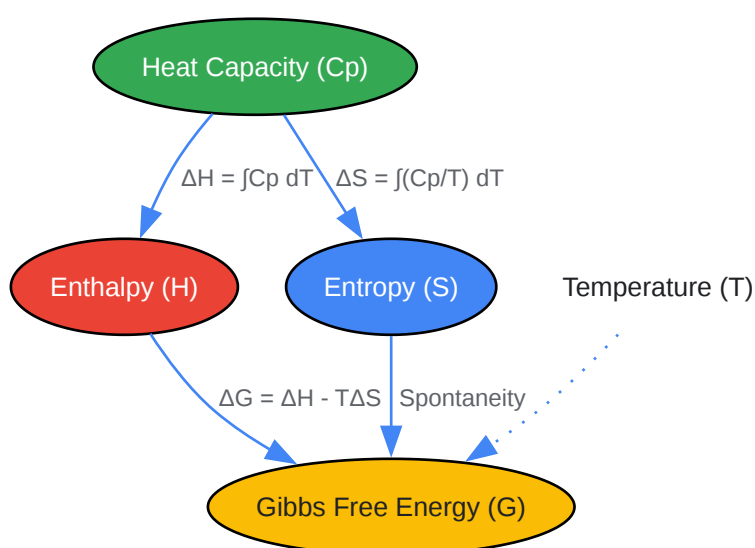 Heat Capacity (Cp)
ΔH = ∫Cp dT
ΔS = ∫(Cp/T) dT
Enthalpy (H)
Entropy (S)
Temperature (T)
ΔG = ΔH - TΔS
Spontaneity
Gibbs Free Energy (G)